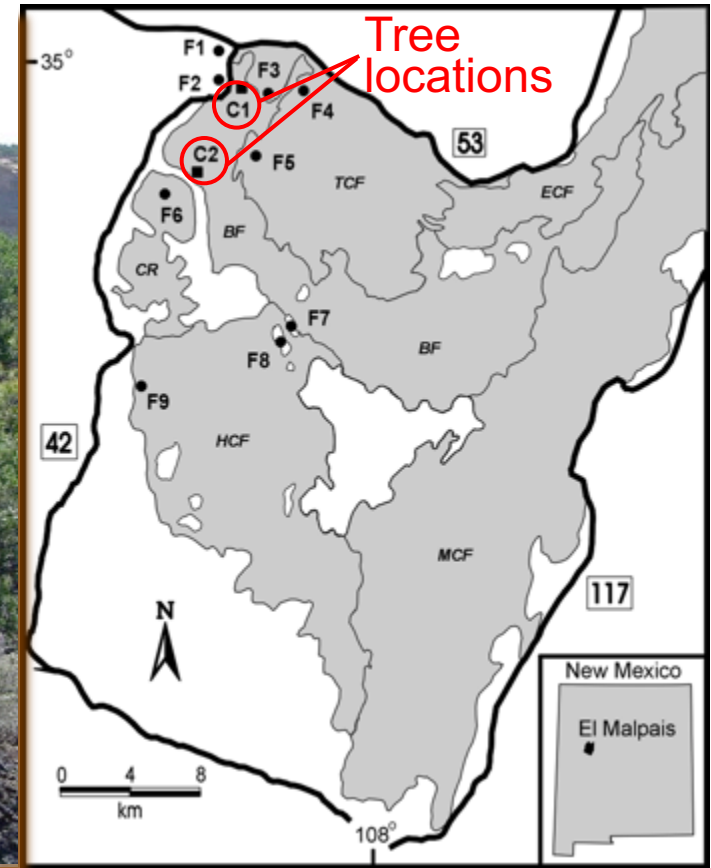 Tree
locations
35°
F1
F2
F3
C1
F4
53
C2
F5
TCF
ECF
F6
BF
CR
F7
F8
BF
F9
42
HCF
MCF
117
N
New Mexico
El Malpais
0 4 8
km
108°